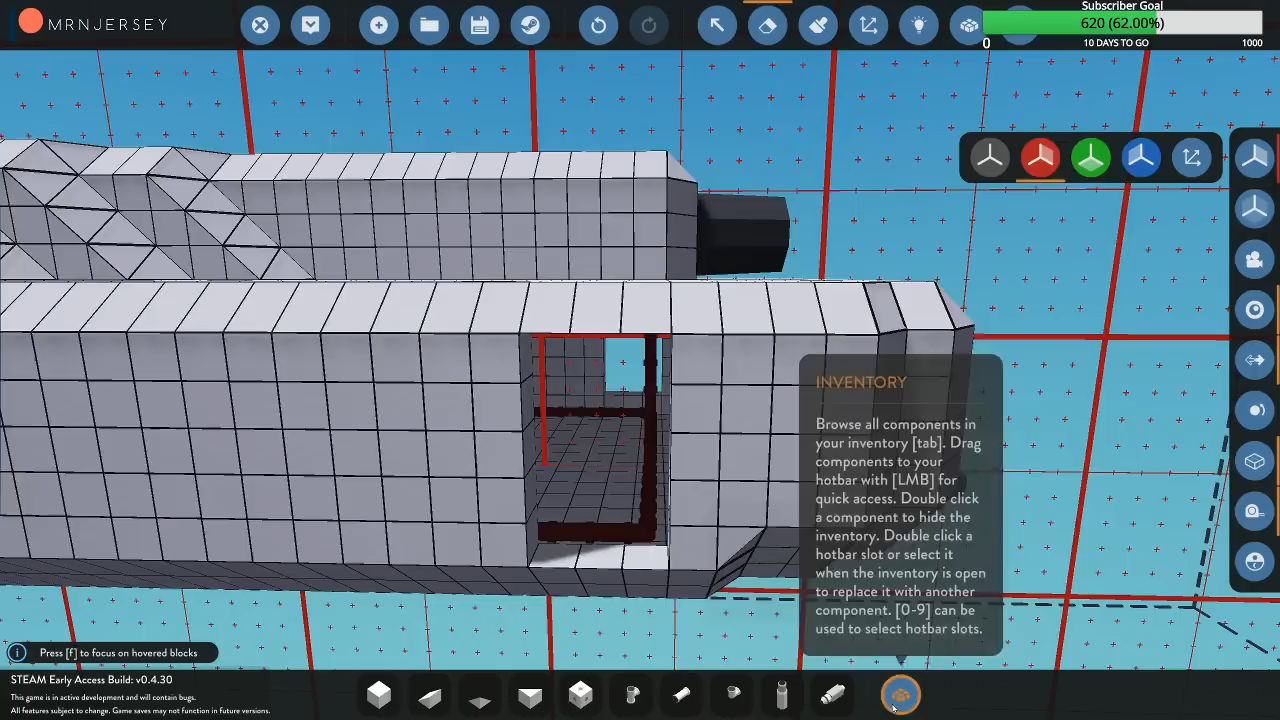 MRNJERSEY
Subscriber Goal
620 (62.00%)
0
10 DAYS TO GO
1000
INVENTORY
Browse all components in
your inventory [tab]. Drag
components to your
hotbar with [LMB] for
quick access. Double click
a component to hide the
inventory. Double click a
hotbar slot or select it
when the inventory is open
to replace it with another
component. [0-9] can be
used to select hotbar slots.
Press [f] to focus on hovered blocks
STEAM Early Access Build: v0.4.30
This game is in active development and will contain bugs.
All features subject to change. Game saves may not function in future versions.